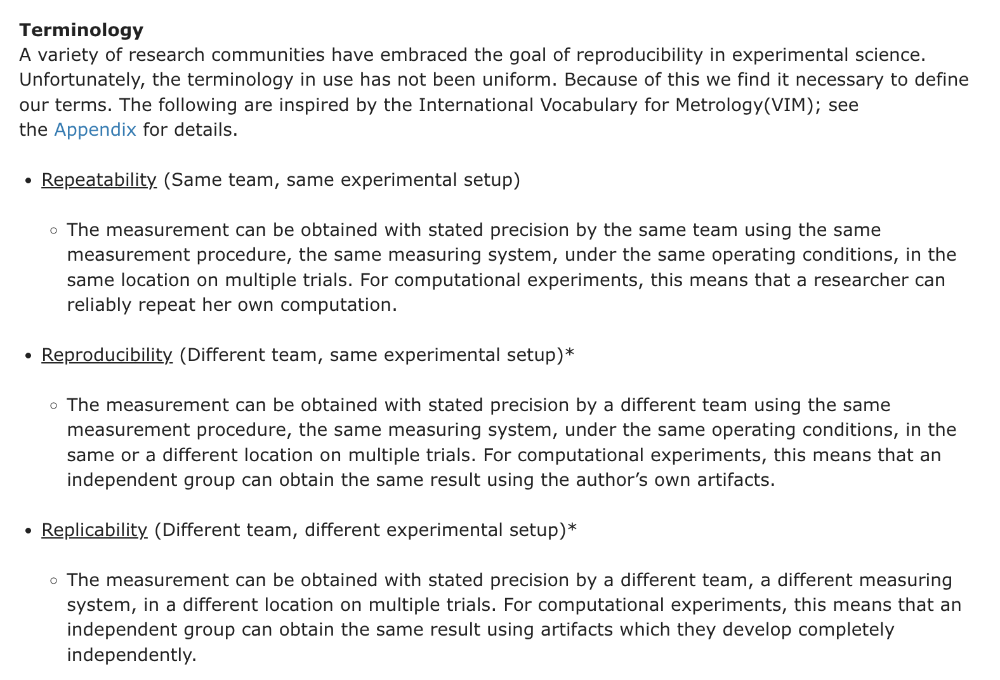 Terminology
A variety of research communities have embraced the goal of reproducibility in experimental science.
Unfortunately, the terminology in use has not been uniform. Because of this we find it necessary to define
our terms. The following are inspired by the International Vocabulary for Metrology(VIM); see
the Appendix for details.
• Repeatability (Same team, same experimental setup)
◦ The measurement can be obtained with stated precision by the same team using the same
measurement procedure, the same measuring system, under the same operating conditions, in the
same location on multiple trials. For computational experiments, this means that a researcher can
reliably repeat her own computation.
• Reproducibility (Different team, same experimental setup)*
◦ The measurement can be obtained with stated precision by a different team using the same
measurement procedure, the same measuring system, under the same operating conditions, in the
same or a different location on multiple trials. For computational experiments, this means that an
independent group can obtain the same result using the author’s own artifacts.
• Replicability (Different team, different experimental setup)*
◦ The measurement can be obtained with stated precision by a different team, a different measuring
system, in a different location on multiple trials. For computational experiments, this means that an
independent group can obtain the same result using artifacts which they develop completely
independently.